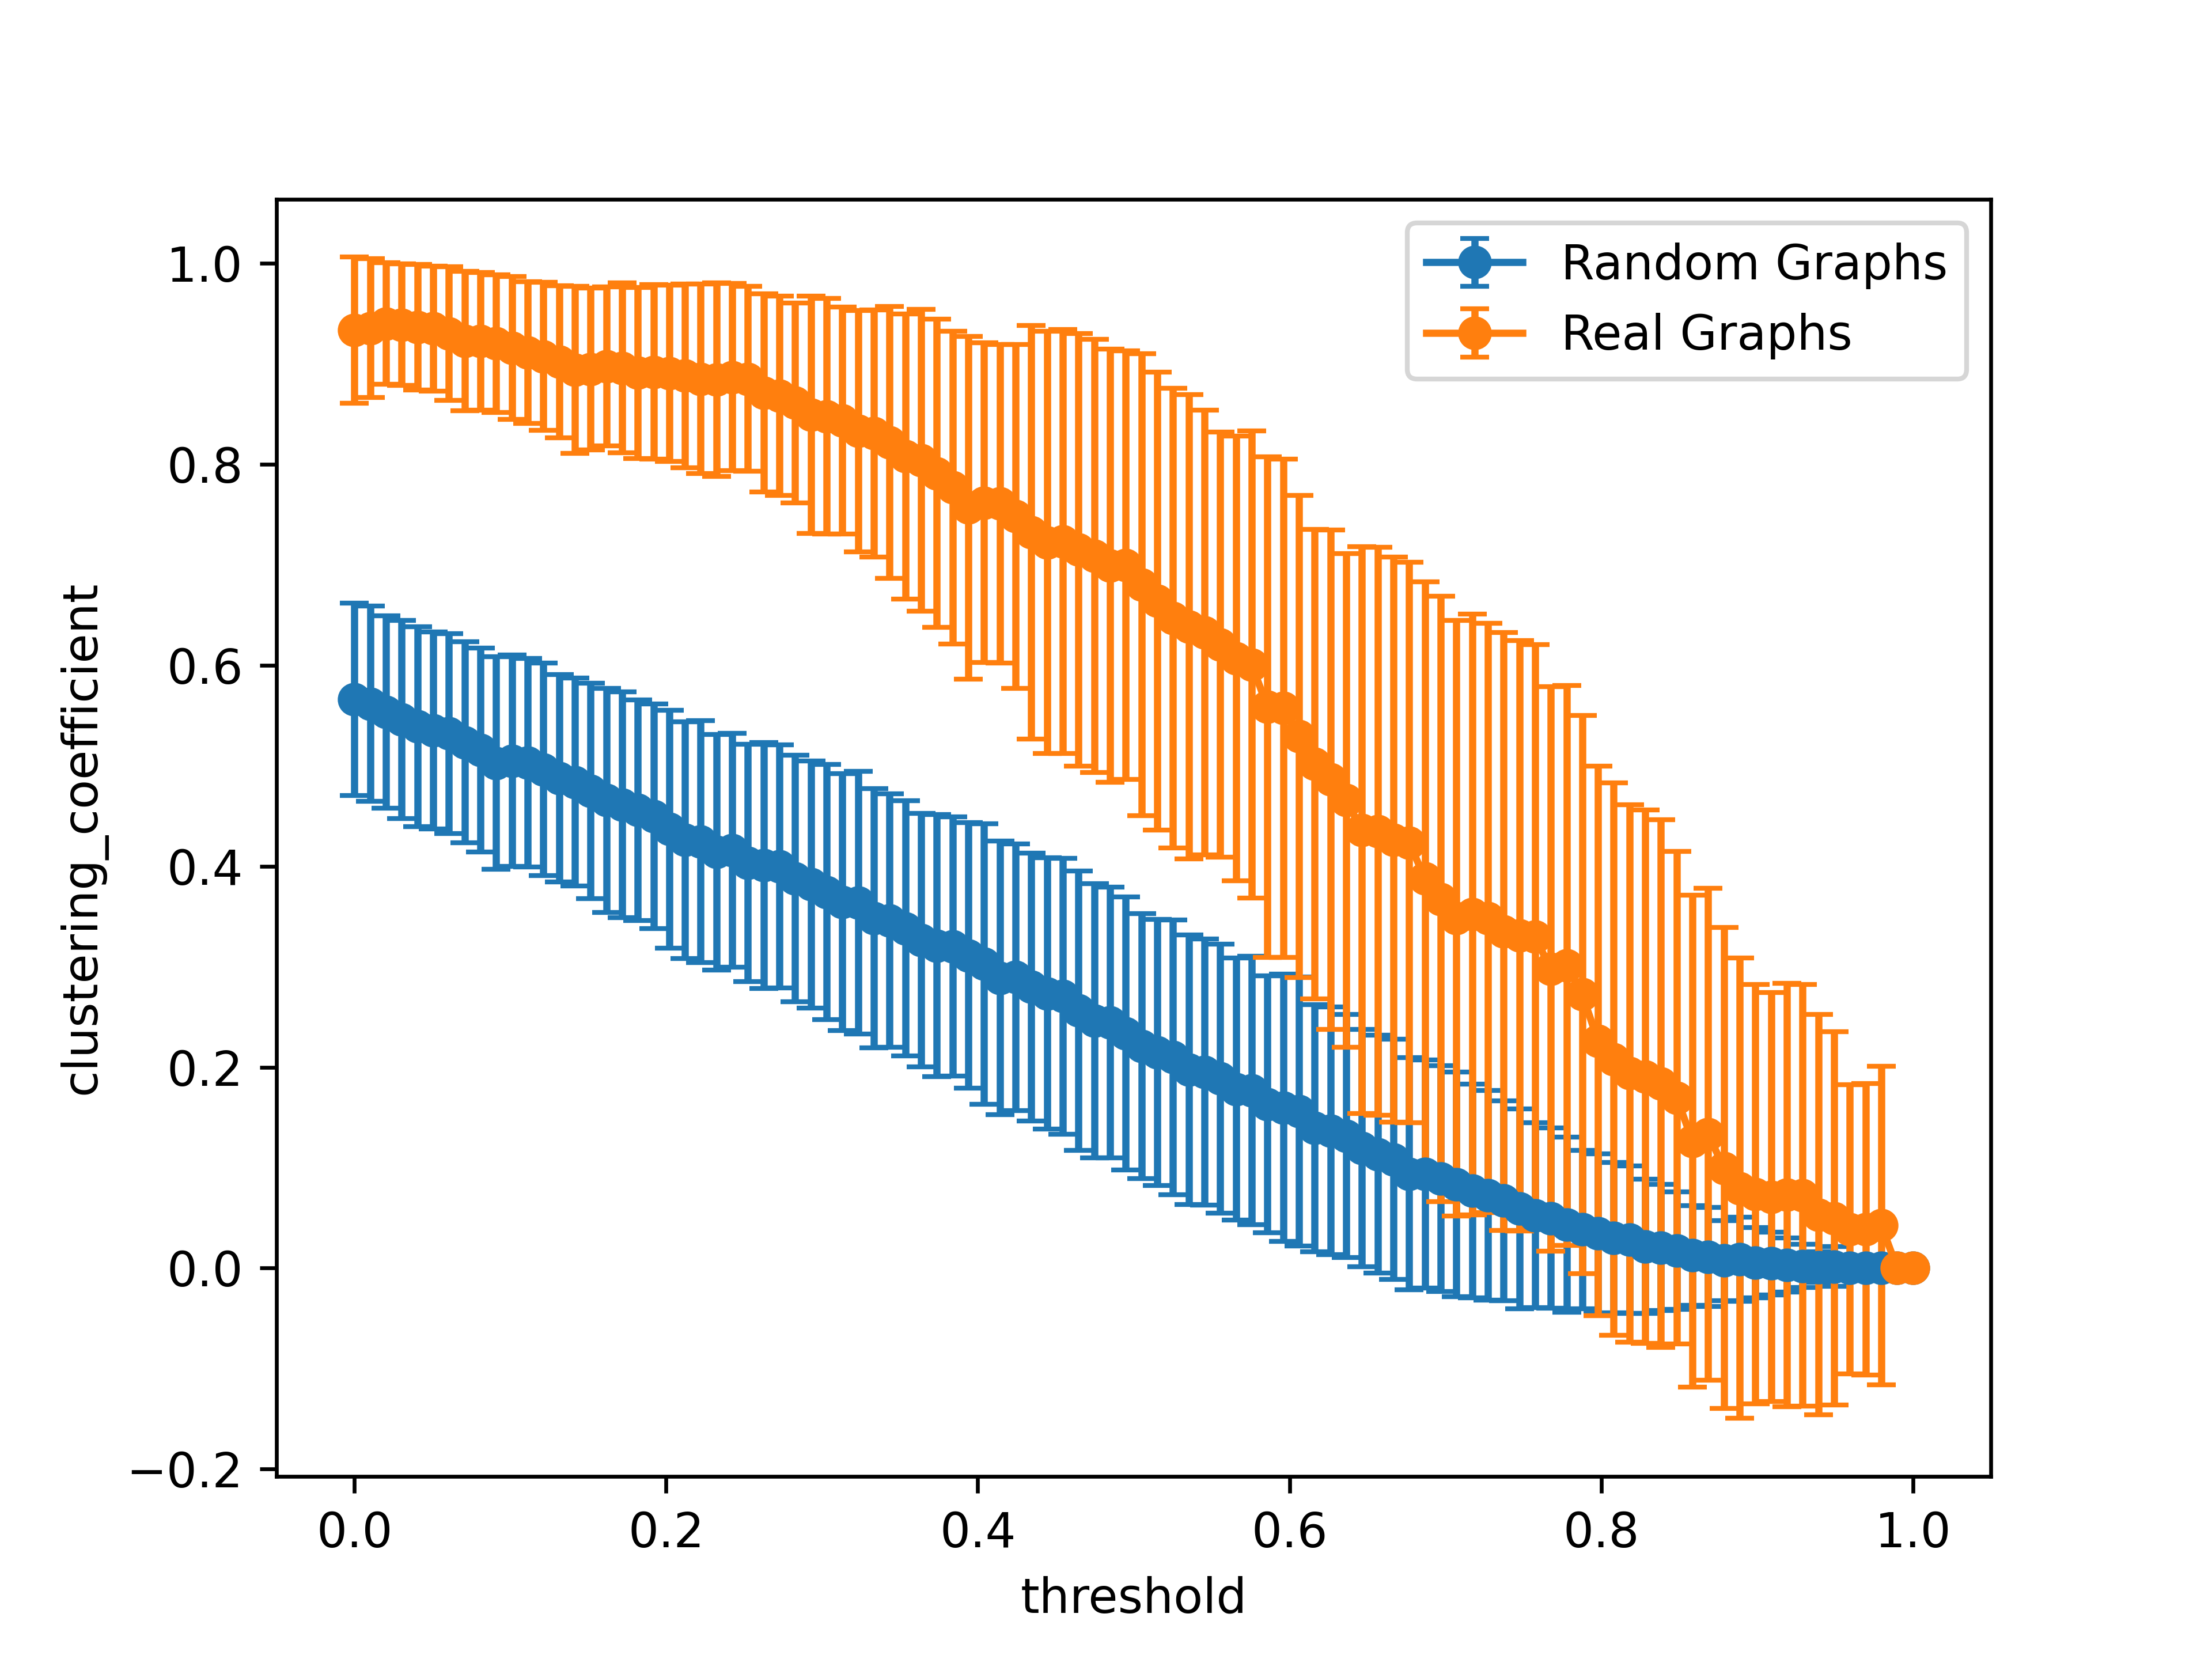 Random Graphs
Real Graphs
1.0
0.8
0.6
0.4
0.2
0.0
−0.2
clustering_coefficient
0.0 0.2 0.4 0.6 0.8 1.0
threshold